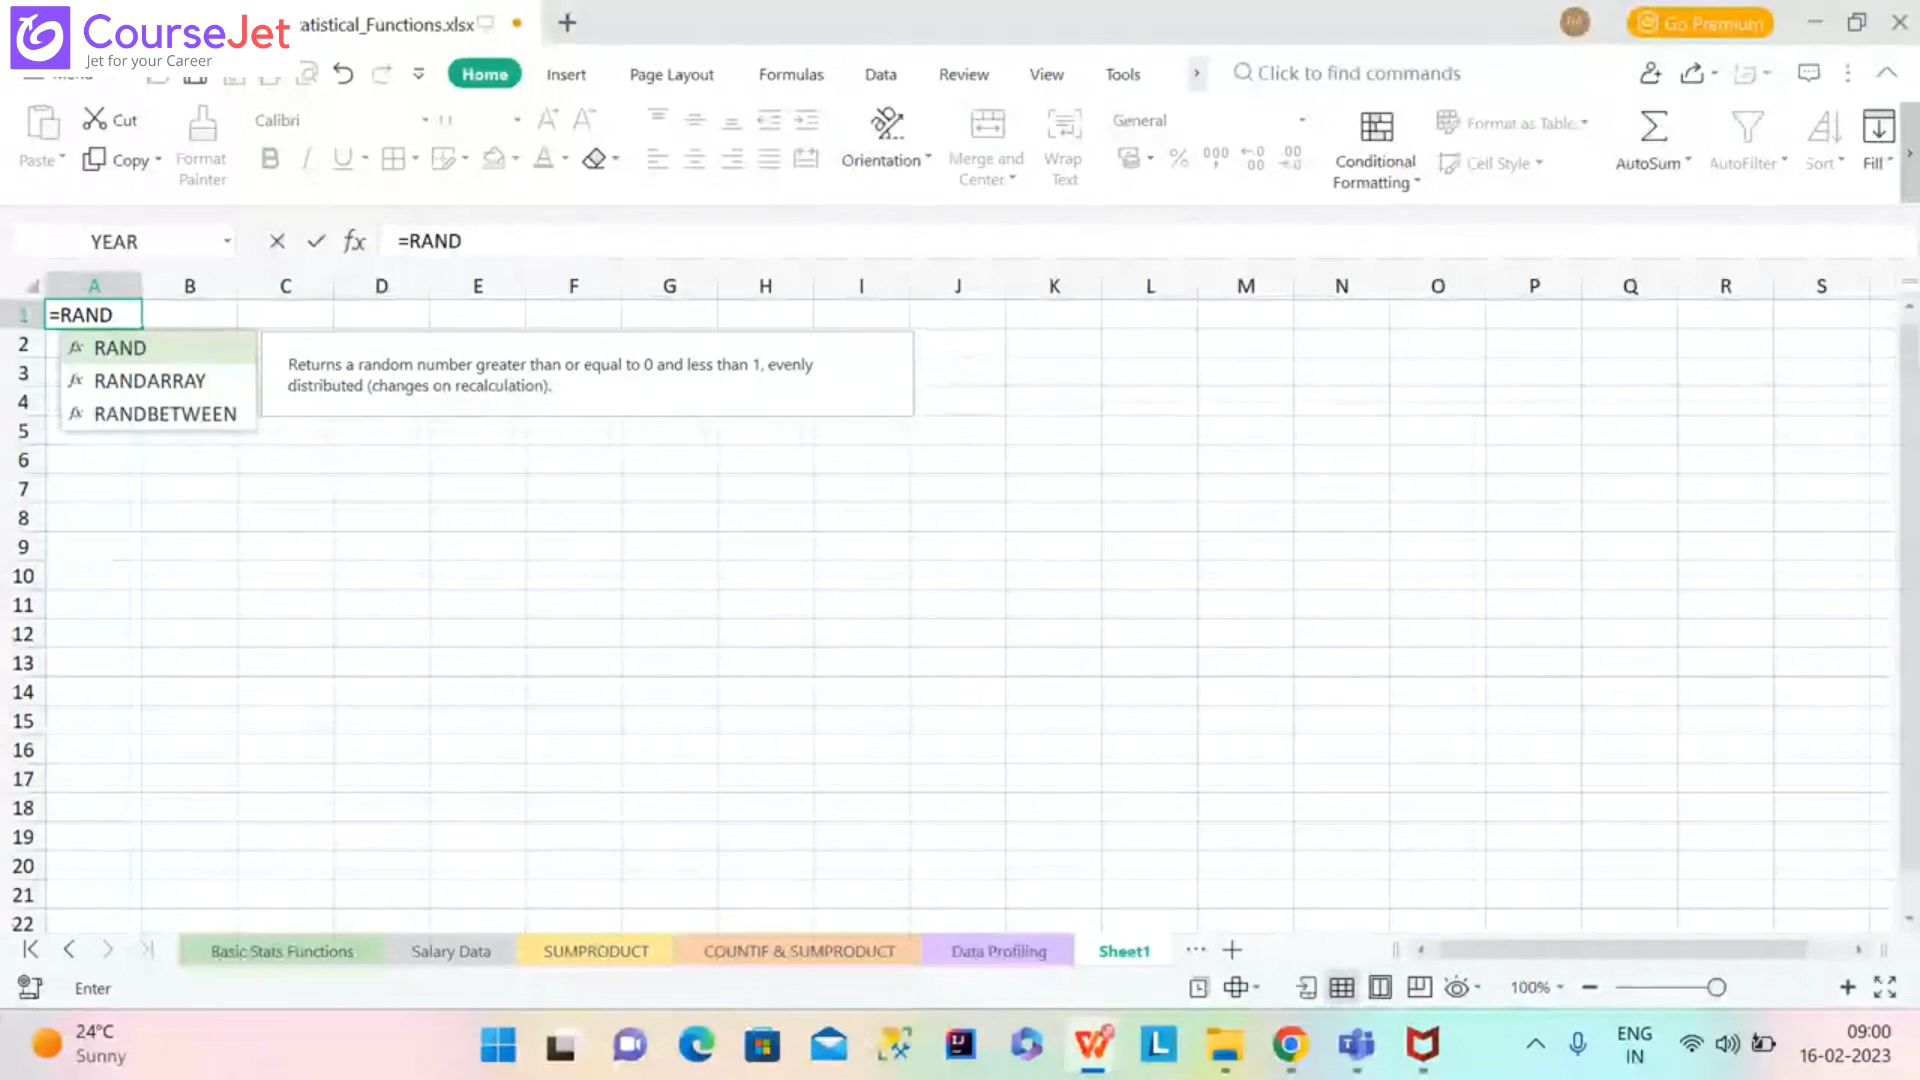 CourseJet
Jet for your Career
atistical_Functions.xlsx
Go Premium
Home
Insert
Page Layout
Formulas
Data
Review
View
Tools
Click to find commands
Cut
Paste
Copy
Format
Painter
Calibri
General
Orientation
Merge and
Center
Wrap
Text
Conditional
Formatting
Format as Table
Cell Style
AutoSum
AutoFilter
Sort
Fill
YEAR
fx
=RAND
A B C D E F G H I J K L M N O P Q R S
1 =RAND
2 fx RAND
Returns a random number greater than or equal to 0 and less than 1, evenly
distributed (changes on recalculation).
3 fx RANDARRAY
4 fx RANDBETWEEN
5
6
7
8
9
10
11
12
13
14
15
16
17
18
19
20
21
22
Basic Stats Functions
Salary Data
SUMPRODUCT
COUNTIF & SUMPRODUCT
Data Profiling
Sheet1
Enter
100%
24°C
Sunny
ENG
IN
09:00
16-02-2023